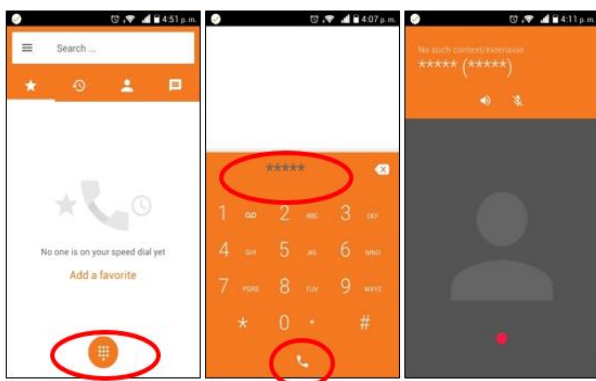 4:51 p. m.
Search ...
No one is on your speed dial yet
Add a favorite
4:07 p. m.
*****
1 2 ABC 3 DEF
4 GHI 5 JKL 6 MNO
7 PQRS 8 TUV 9 WXYZ
* 0 + #
4:11 p. m.
No such context/extension
***** (*****)